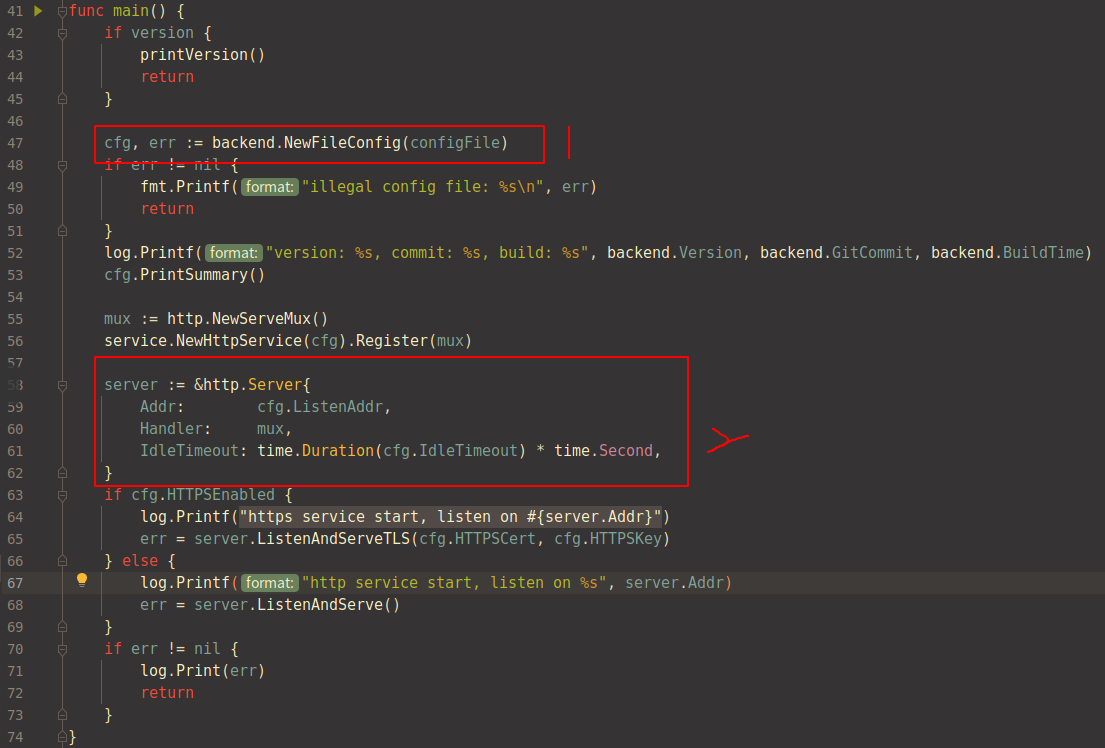 41 func main() {
42 if version {
43 printVersion()
44 return
45 }
46
47 cfg, err := backend.NewFileConfig(configFile)
48 if err != nil {
49 fmt.Printf( format: "illegal config file: %s\n", err)
50 return
51 }
52 log.Printf( format: "version: %s, commit: %s, build: %s", backend.Version, backend.GitCommit, backend.BuildTime)
53 cfg.PrintSummary()
54
55 mux := http.NewServeMux()
56 service.NewHttpService(cfg).Register(mux)
57
58 server := &http.Server{
59 Addr: cfg.ListenAddr,
60 Handler: mux,
61 IdleTimeout: time.Duration(cfg.IdleTimeout) * time.Second,
62 }
63 if cfg.HTTPSEnabled {
64 log.Printf("https service start, listen on #{server.Addr}")
65 err = server.ListenAndServeTLS(cfg.HTTPSCert, cfg.HTTPSKey)
66 } else {
67 log.Printf( format: "http service start, listen on %s", server.Addr)
68 err = server.ListenAndServe()
69 }
70 if err != nil {
71 log.Print(err)
72 return
73 }
74 }